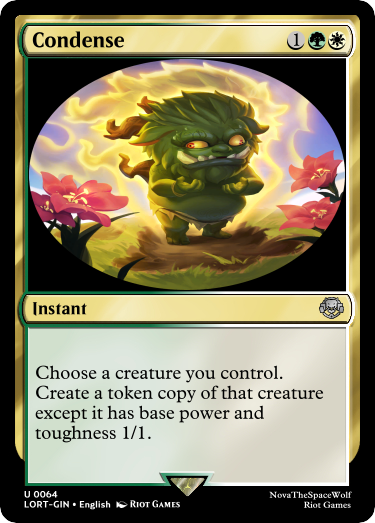 Condense 1
Instant
Choose a creature you control.
Create a token copy of that creature
except it has base power and
toughness 1/1.
U 0064
LORT-GIN • English RIOT GAMES
NovaTheSpaceWolf
Riot Games